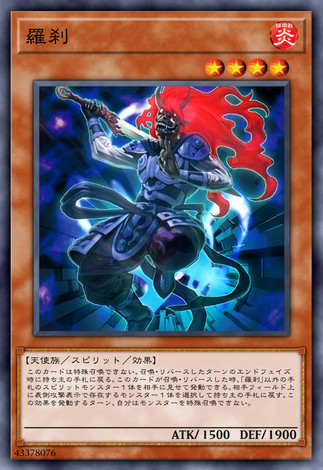 羅刹
炎
【天使族／スピリット／効果】
このカードは特殊召喚できない。召喚・リバースしたターンのエンドフェイズ
時に持ち主の手札に戻る。このカードが召喚・リバースした時、「羅刹」以外の手
札のスピリットモンスター１体を相手に見せて発動できる。相手フィールド上
に表側攻撃表示で存在するモンスター１体を選択して持ち主の手札に戻す。こ
の効果を発動するターン、自分はモンスターを特殊召喚できない。
ATK/1500 DEF/1900
43378076